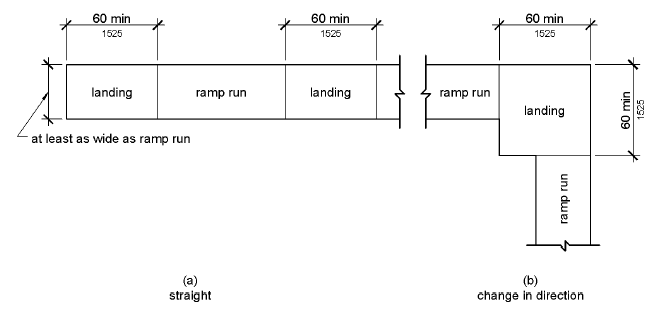 60 min
1525
60 min
1525
60 min
1525
landing
ramp run
landing
ramp run
landing
60 min
1525
at least as wide as ramp run
ramp run
(a)
straight
(b)
change in direction